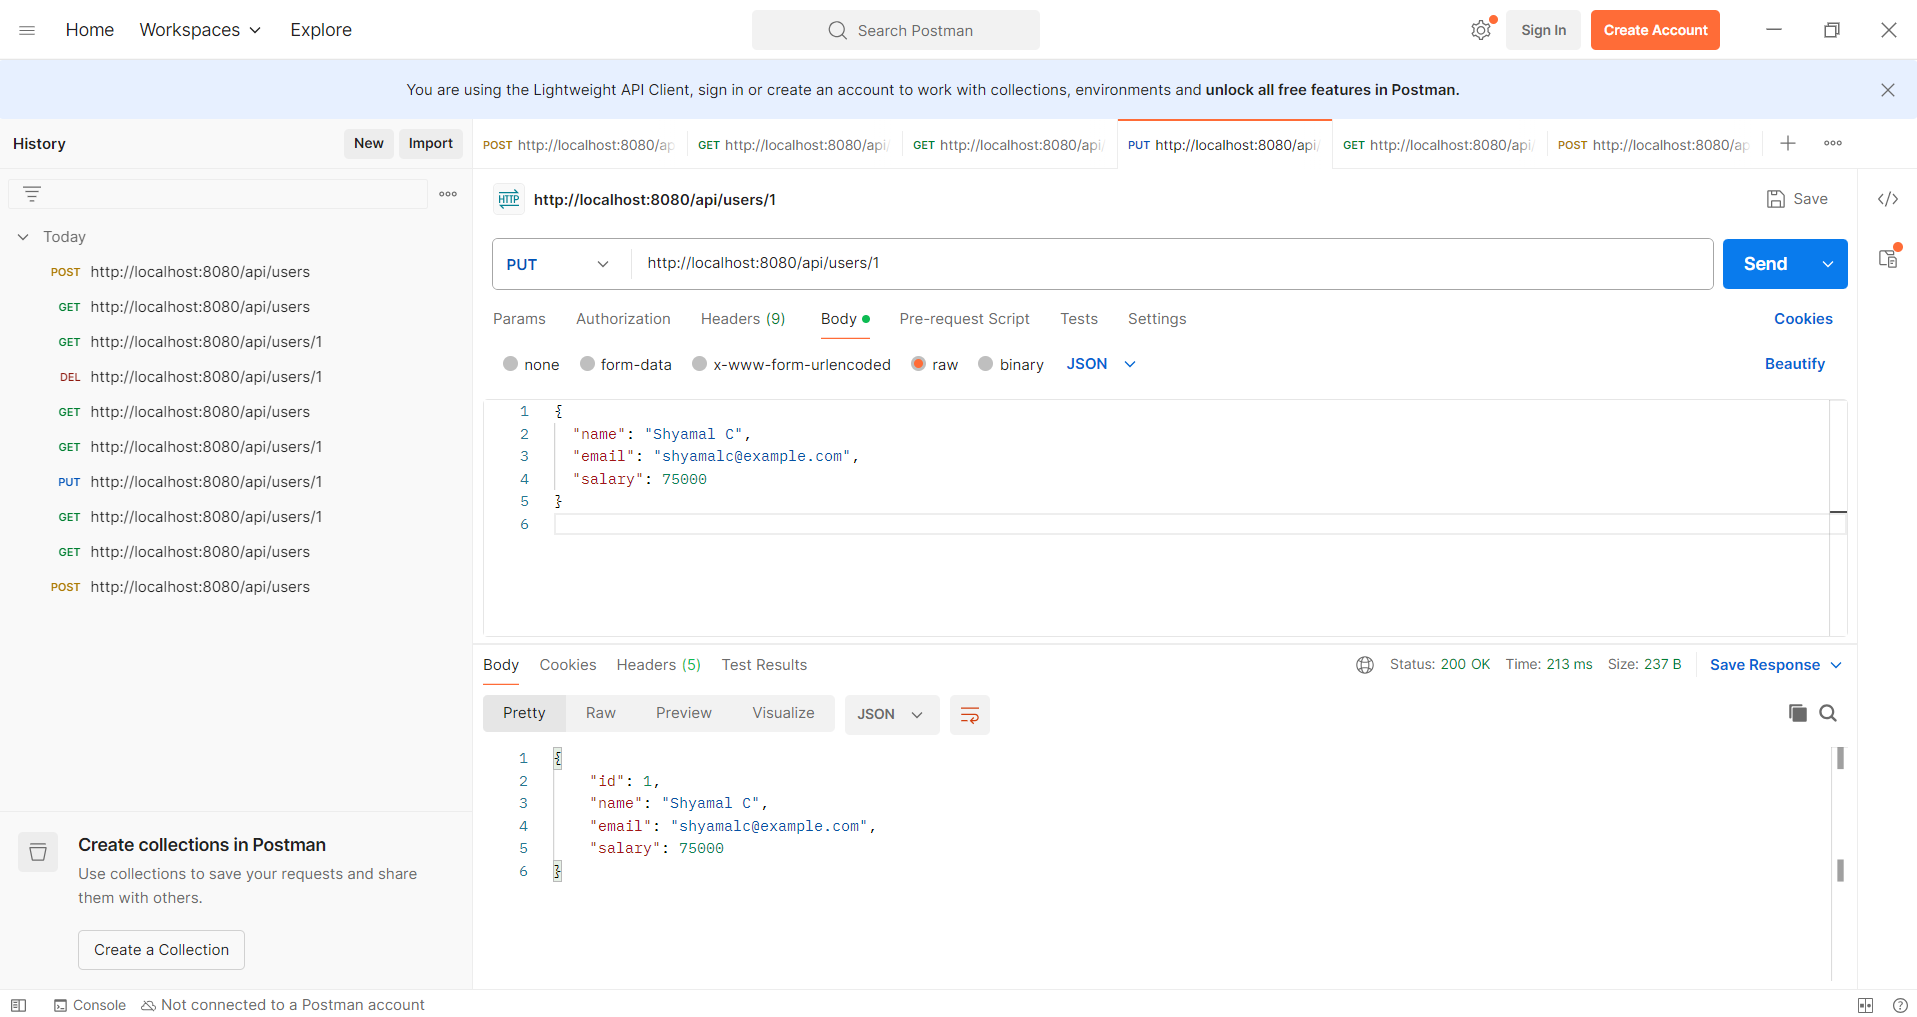 Home Workspaces Explore Search Postman Sign In Create Account
You are using the Lightweight API Client, sign in or create an account to work with collections, environments and unlock all free features in Postman.
History New Import
POST http://localhost:8080/ap GET http://localhost:8080/api/ GET http://localhost:8080/api/ PUT http://localhost:8080/api/ GET http://localhost:8080/api/ POST http://localhost:8080/ap
Today
POST http://localhost:8080/api/users
GET http://localhost:8080/api/users
GET http://localhost:8080/api/users/1
DEL http://localhost:8080/api/users/1
GET http://localhost:8080/api/users
GET http://localhost:8080/api/users/1
PUT http://localhost:8080/api/users/1
GET http://localhost:8080/api/users/1
GET http://localhost:8080/api/users
POST http://localhost:8080/api/users
Create collections in Postman
Use collections to save your requests and share
them with others.
Create a Collection
HTTP http://localhost:8080/api/users/1 Save
PUT http://localhost:8080/api/users/1 Send
Params Authorization Headers (9) Body Pre-request Script Tests Settings Cookies
none form-data x-www-form-urlencoded raw binary JSON Beautify
1 {
2 "name": "Shyamal C",
3 "email": "shyamalc@example.com",
4 "salary": 75000
5 }
6
Body Cookies Headers (5) Test Results Status: 200 OK Time: 213 ms Size: 237 B Save Response
Pretty Raw Preview Visualize JSON
1 {
2 "id": 1,
3 "name": "Shyamal C",
4 "email": "shyamalc@example.com",
5 "salary": 75000
6 }
Console Not connected to a Postman account